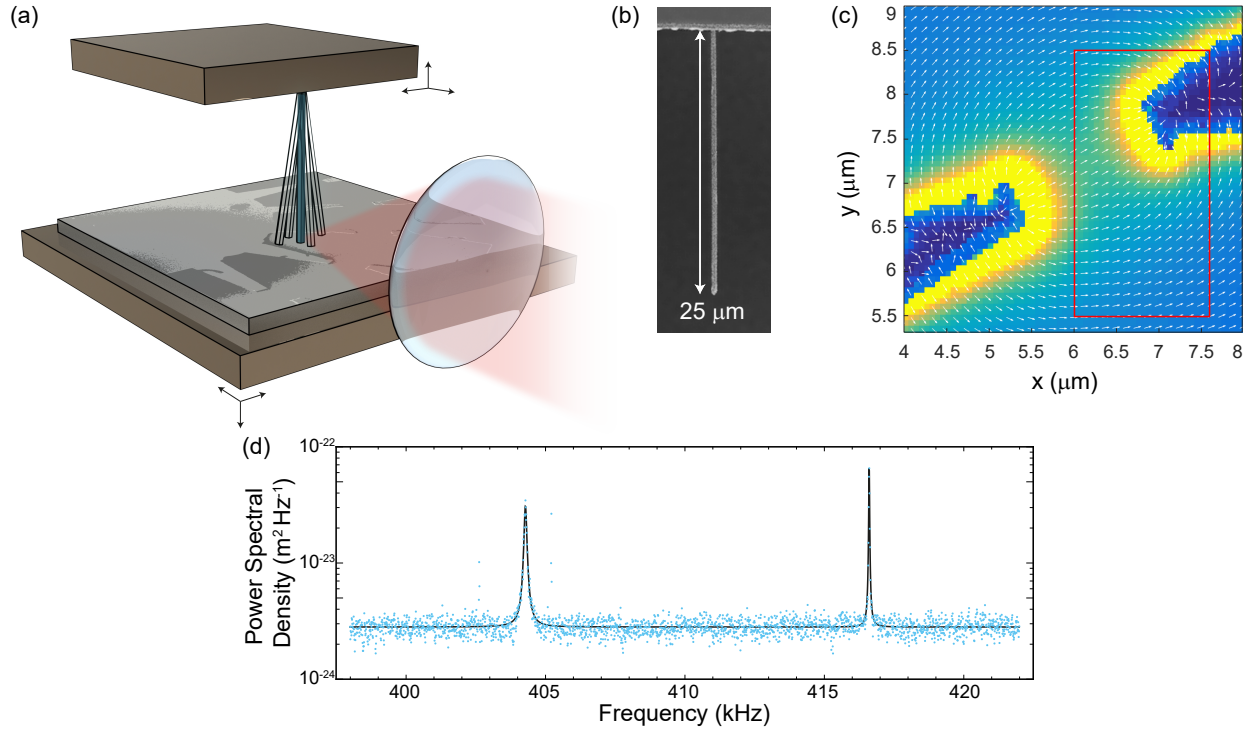 (a)
(b)
25 μm
(c)
9
8.5
8
7.5
7
6.5
6
5.5
y (μm)
4 4.5 5 5.5 6 6.5 7 7.5 8
x (μm)
(d)
10-22
10-23
10-24
Power Spectral
Density (m2 Hz-1)
400 405 410 415 420
Frequency (kHz)